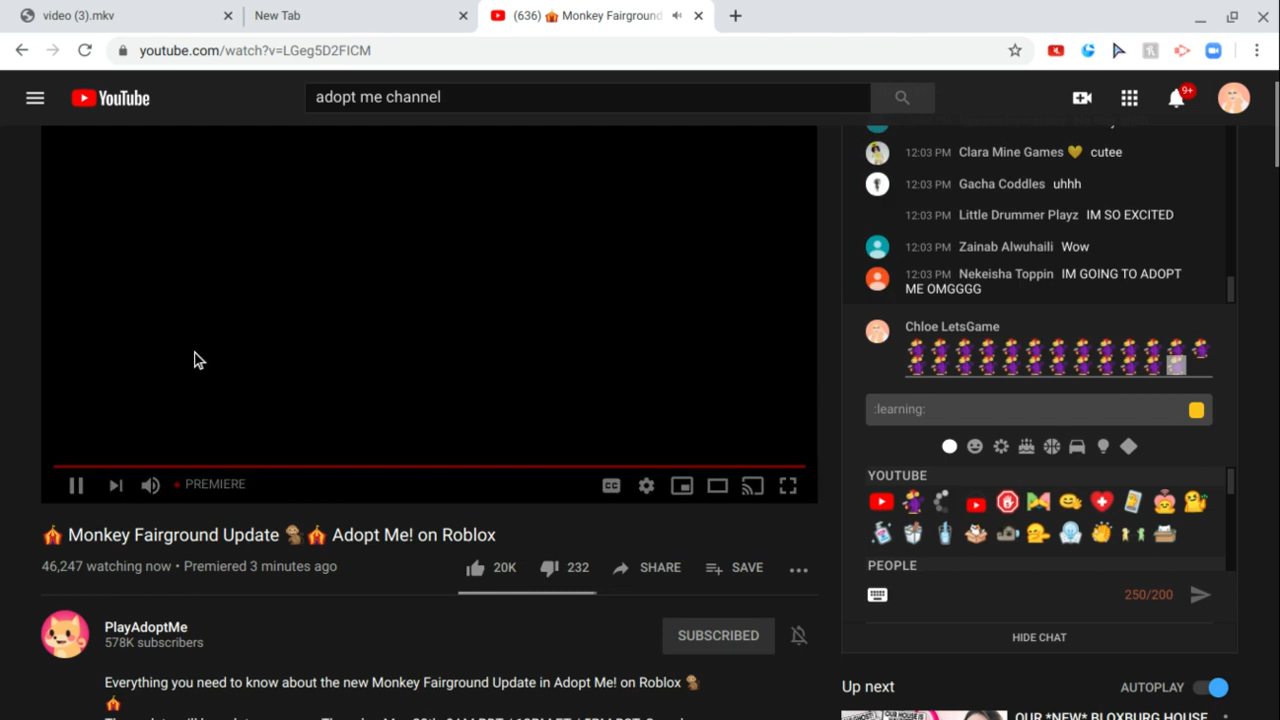 video (3).mkv
New Tab
(636) 🎪 Monkey Fairground
youtube.com/watch?v=LGeg5D2FICM
YouTube
adopt me channel
9+
12:03 PM Clara Mine Games 💛 cutee
12:03 PM Gacha Coddles uhhh
12:03 PM Little Drummer Playz IM SO EXCITED
12:03 PM Zainab Alwuhaili Wow
12:03 PM Nekeisha Toppin IM GOING TO ADOPT
ME OMGGGG
Chloe LetsGame
:learning:
YOUTUBE
PEOPLE
250/200
HIDE CHAT
PREMIERE
CC
🎪 Monkey Fairground Update 🐒🎪 Adopt Me! on Roblox
46,247 watching now • Premiered 3 minutes ago
20K
232
SHARE
SAVE
PlayAdoptMe
578K subscribers
SUBSCRIBED
Everything you need to know about the new Monkey Fairground Update in Adopt Me! on Roblox 🐒
🎪
Up next
AUTOPLAY
OUR *NEW* BLOXBURG HOUSE